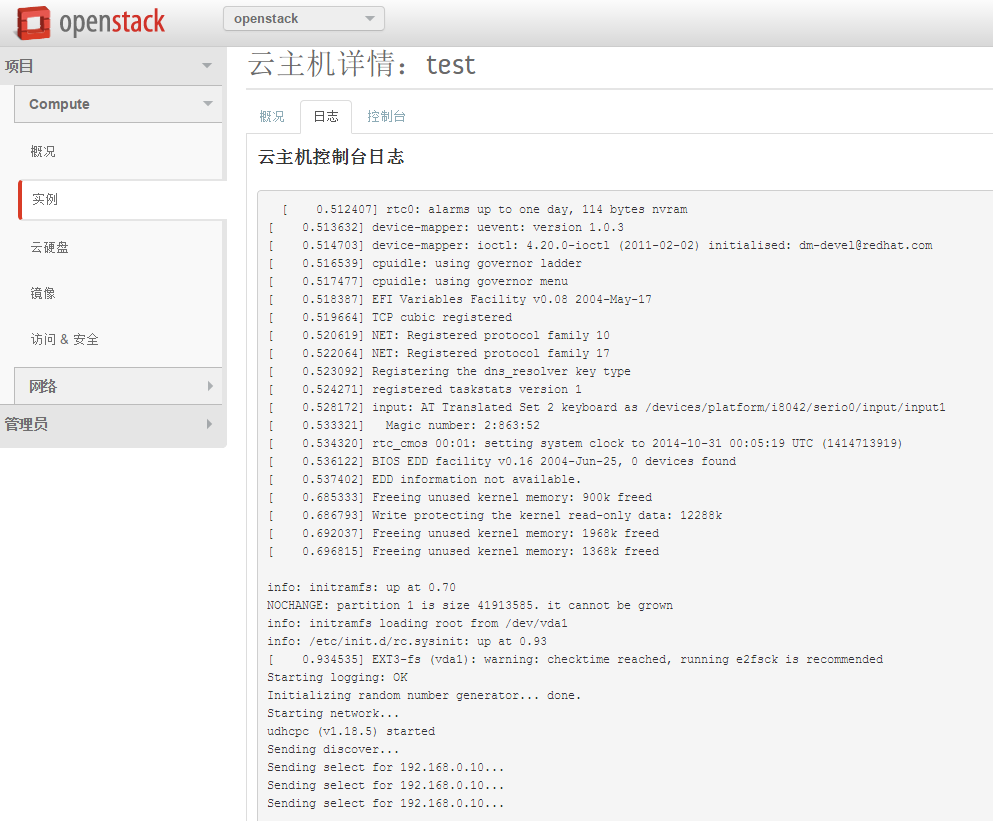 openstack
openstack
项目
Compute
概况
实例
云硬盘
镜像
访问 & 安全
网络
管理员
云主机详情：test
概况 日志 控制台
云主机控制台日志
[    0.512407] rtc0: alarms up to one day, 114 bytes nvram
[    0.513632] device-mapper: uevent: version 1.0.3
[    0.514703] device-mapper: ioctl: 4.20.0-ioctl (2011-02-02) initialised: dm-devel@redhat.com
[    0.516539] cpuidle: using governor ladder
[    0.517477] cpuidle: using governor menu
[    0.518387] EFI Variables Facility v0.08 2004-May-17
[    0.519664] TCP cubic registered
[    0.520619] NET: Registered protocol family 10
[    0.522064] NET: Registered protocol family 17
[    0.523092] Registering the dns_resolver key type
[    0.524271] registered taskstats version 1
[    0.528172] input: AT Translated Set 2 keyboard as /devices/platform/i8042/serio0/input/input1
[    0.533321]   Magic number: 2:863:52
[    0.534320] rtc_cmos 00:01: setting system clock to 2014-10-31 00:05:19 UTC (1414713919)
[    0.536122] BIOS EDD facility v0.16 2004-Jun-25, 0 devices found
[    0.537402] EDD information not available.
[    0.685333] Freeing unused kernel memory: 900k freed
[    0.686793] Write protecting the kernel read-only data: 12288k
[    0.692037] Freeing unused kernel memory: 1968k freed
[    0.696815] Freeing unused kernel memory: 1368k freed
info: initramfs: up at 0.70
NOCHANGE: partition 1 is size 41913585. it cannot be grown
info: initramfs loading root from /dev/vda1
info: /etc/init.d/rc.sysinit: up at 0.93
[    0.934535] EXT3-fs (vda1): warning: checktime reached, running e2fsck is recommended
Starting logging: OK
Initializing random number generator... done.
Starting network...
udhcpc (v1.18.5) started
Sending discover...
Sending select for 192.168.0.10...
Sending select for 192.168.0.10...
Sending select for 192.168.0.10...